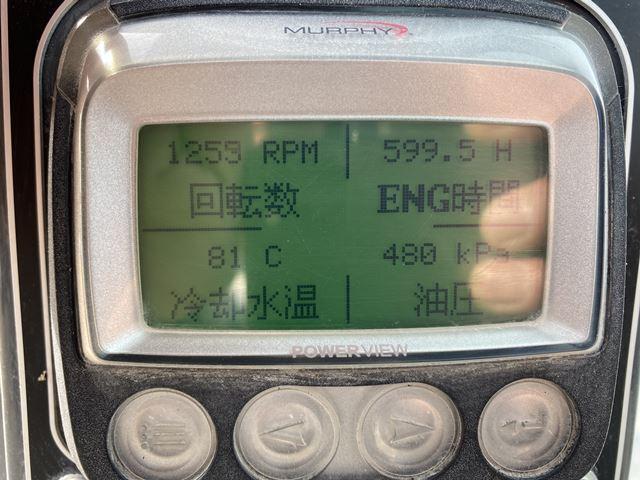 MURPHY
1259 RPM 599.5 H
回転数 ENG時間
81 C 480 kPa
冷却水温 油圧
POWERVIEW